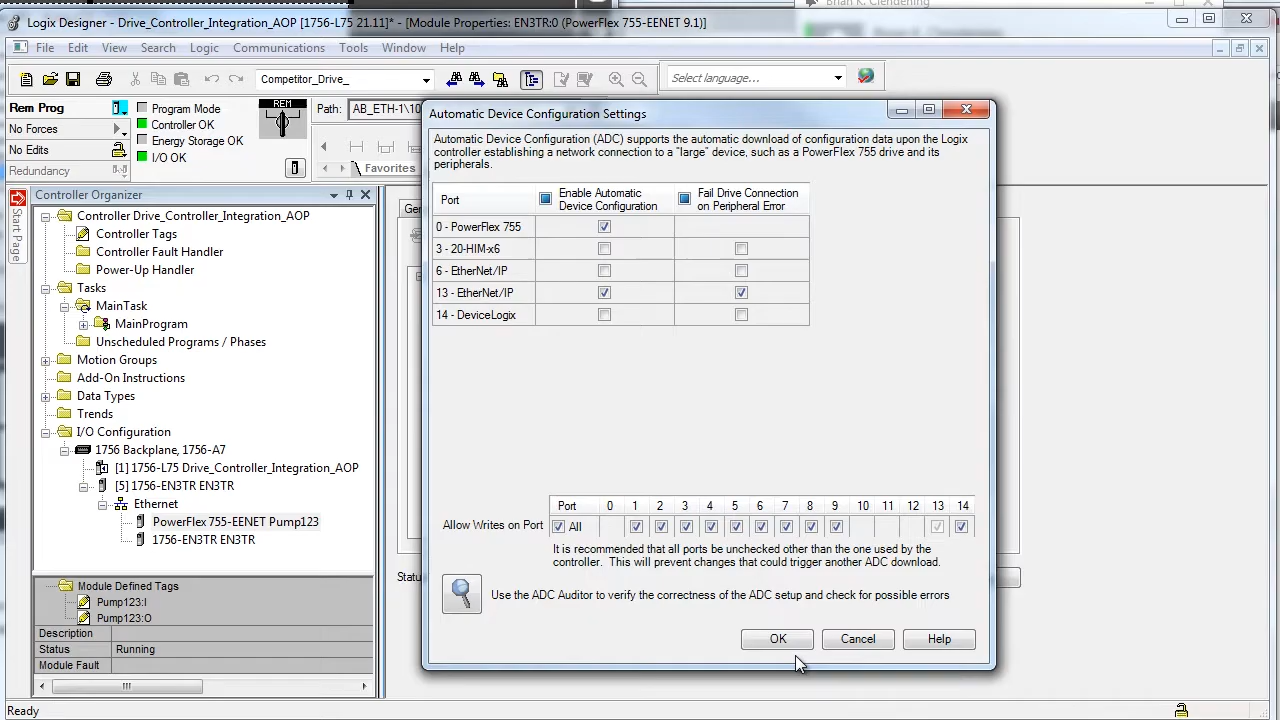 Brian K. Clendening
Logix Designer - Drive_Controller_Integration_AOP [1756-L75 21.11]* - [Module Properties: EN3TR:0 (PowerFlex 755-EENET 9.1)]
File Edit View Search Logic Communications Tools Window Help
Competitor_Drive_
Select language...
Rem Prog
No Forces
No Edits
Redundancy
Program Mode
Controller OK
Energy Storage OK
I/O OK
REM
Path: AB_ETH-1\10
Favorites
Start Page
Controller Organizer
Controller Drive_Controller_Integration_AOP
Controller Tags
Controller Fault Handler
Power-Up Handler
Tasks
MainTask
MainProgram
Unscheduled Programs / Phases
Motion Groups
Add-On Instructions
Data Types
Trends
I/O Configuration
1756 Backplane, 1756-A7
[1] 1756-L75 Drive_Controller_Integration_AOP
[5] 1756-EN3TR EN3TR
Ethernet
PowerFlex 755-EENET Pump123
1756-EN3TR EN3TR
Module Defined Tags
Pump123:I
Pump123:O
Description
Status Running
Module Fault
Ready
Automatic Device Configuration Settings
Automatic Device Configuration (ADC) supports the automatic download of configuration data upon the Logix
controller establishing a network connection to a "large" device, such as a PowerFlex 755 drive and its
peripherals.
Port
Enable Automatic
Device Configuration
Fail Drive Connection
on Peripheral Error
0 - PowerFlex 755
3 - 20-HIM-x6
6 - EtherNet/IP
13 - EtherNet/IP
14 - DeviceLogix
Port 0 1 2 3 4 5 6 7 8 9 10 11 12 13 14
Allow Writes on Port All
It is recommended that all ports be unchecked other than the one used by the
controller. This will prevent changes that could trigger another ADC download.
Use the ADC Auditor to verify the correctness of the ADC setup and check for possible errors
OK Cancel Help